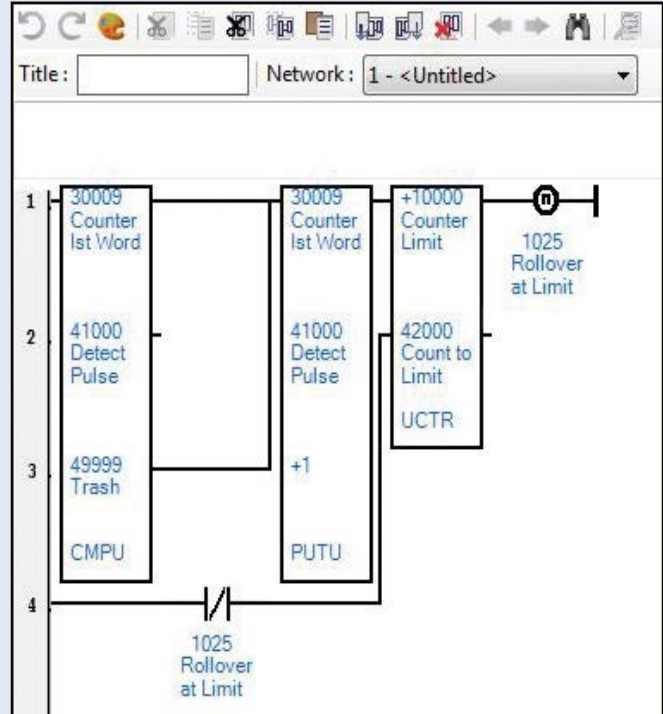 Title :
Network : 1 - <Untitled>
1
30009
Counter
Ist Word
30009
Counter
Ist Word
+10000
Counter
Limit
1025
Rollover
at Limit
2
41000
Detect
Pulse
41000
Detect
Pulse
42000
Count to
Limit
UCTR
3
49999
Trash
+1
CMPU
PUTU
4
1025
Rollover
at Limit